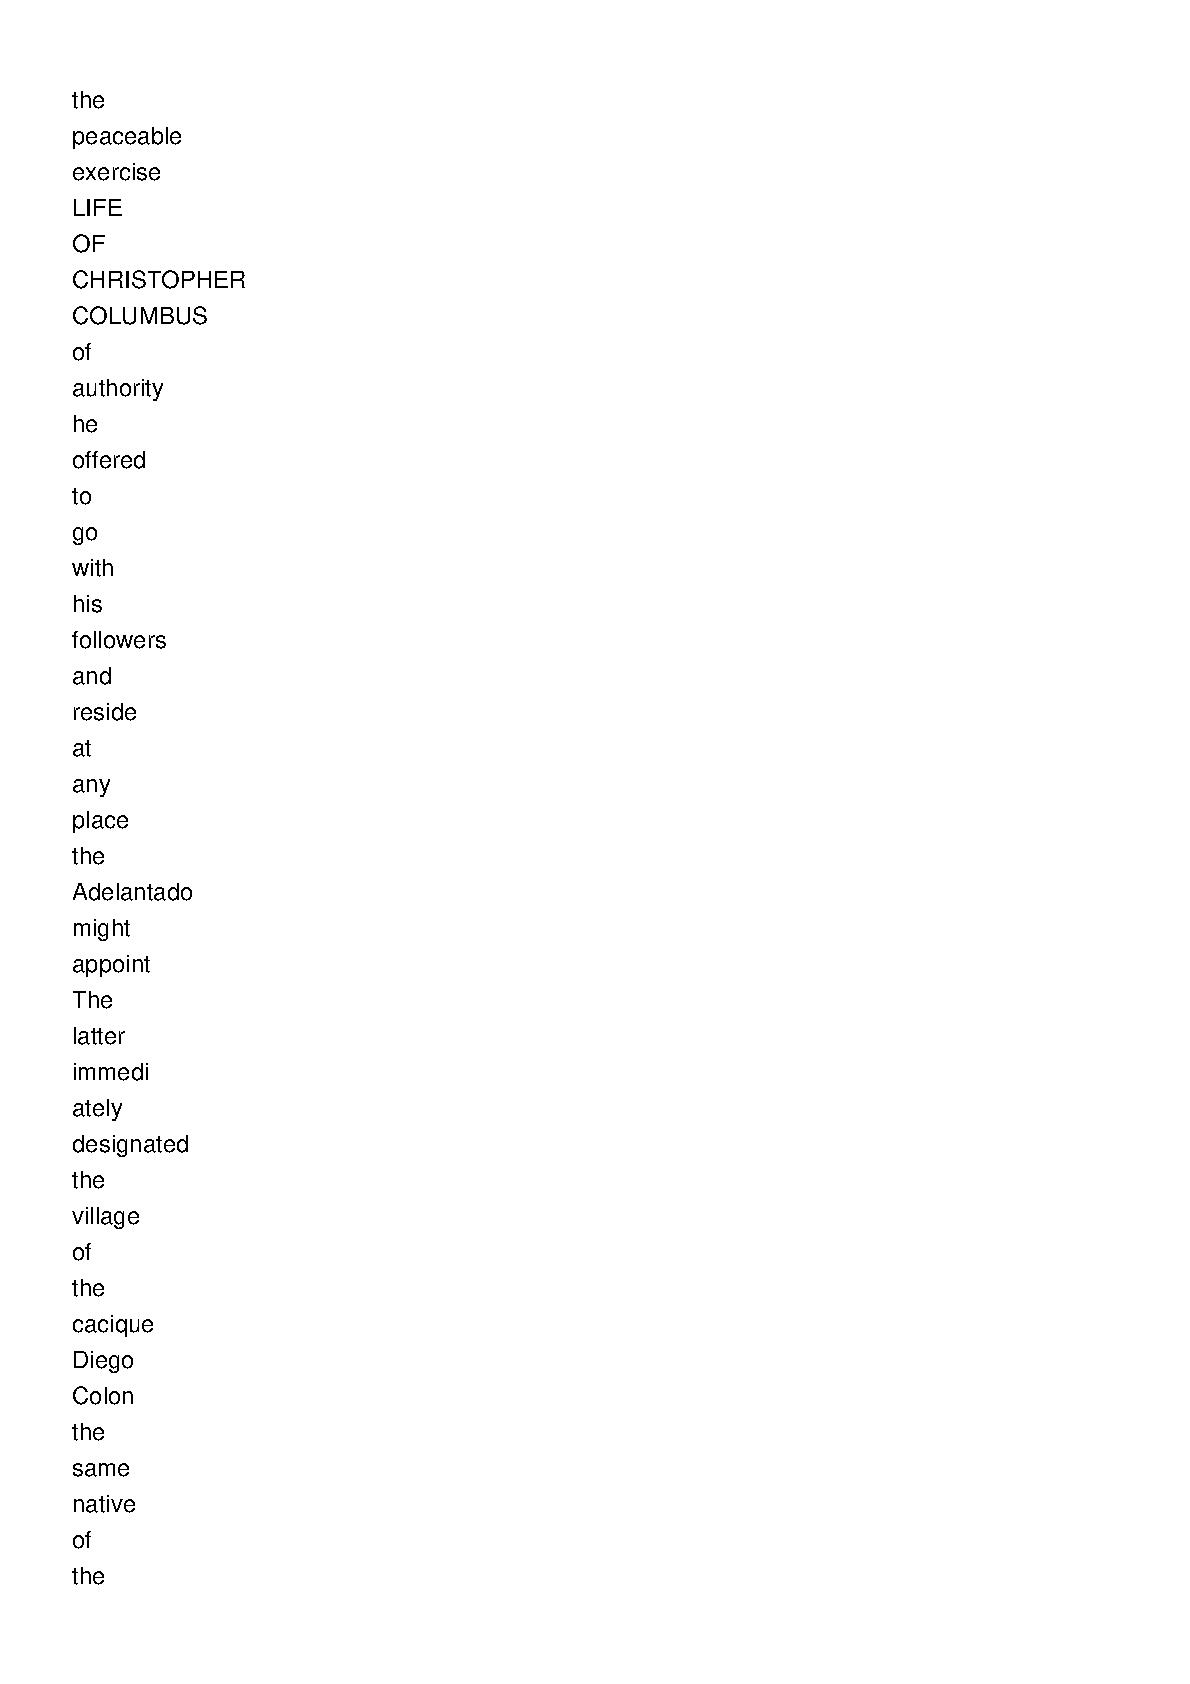 the
peaceable
exercise
LIFE
OF
CHRISTOPHER
COLUMBUS
of
authority
he
offered
to
go
with
his
followers
and
reside
at
any
place
the
Adelantado
might
appoint
The
latter
immedi
ately
designated
the
village
of
the
cacique
Diego
Colon
the
same
native
of
the